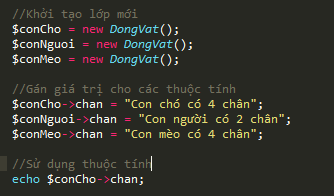 //Khởi tạo lớp mới
$conCho = new DongVat();
$conNguoi = new DongVat();
$conMeo = new DongVat();
//Gán giá trị cho các thuộc tính
$conCho->chan = "Con chó có 4 chân";
$conNguoi->chan = "Con người có 2 chân";
$conMeo->chan = "Con mèo có 4 chân";
//Sử dụng thuộc tính
echo $conCho->chan;